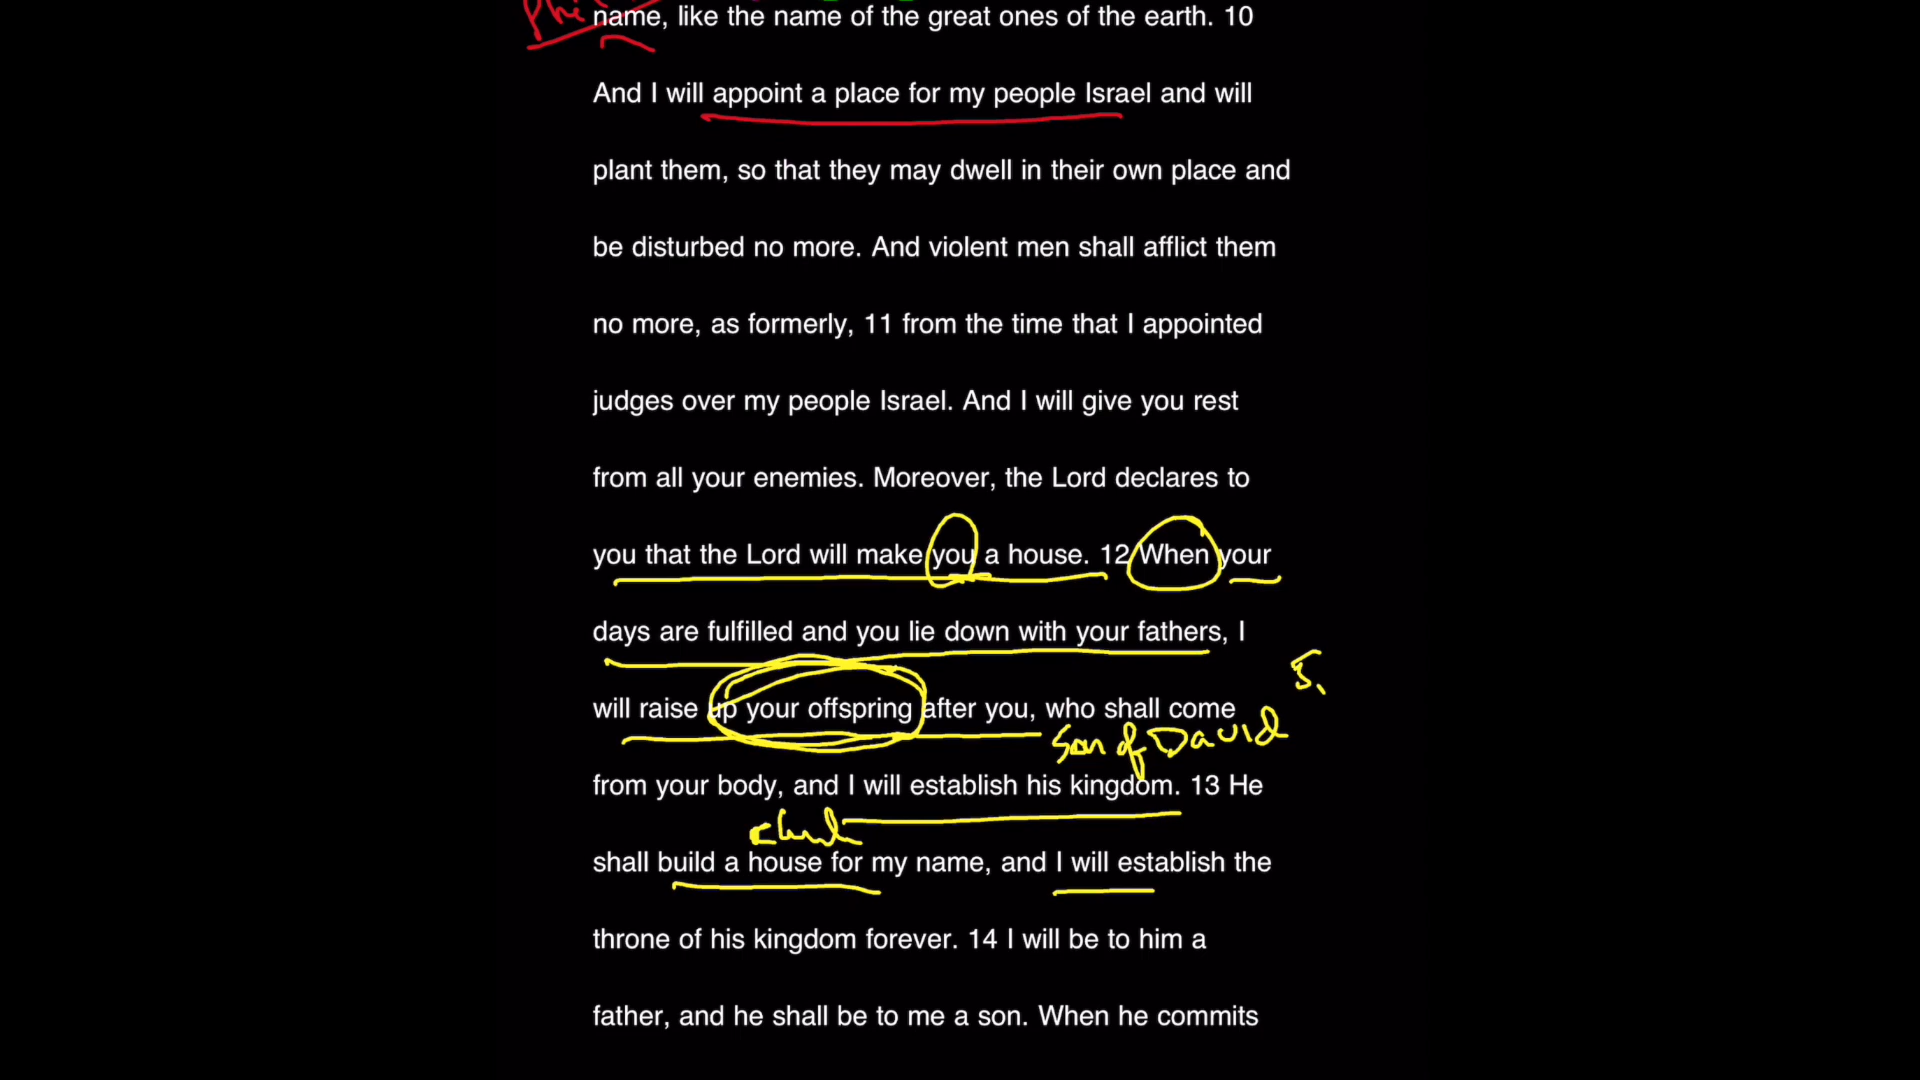 Phi
name, like the name of the great ones of the earth. 10
And I will appoint a place for my people Israel and will
plant them, so that they may dwell in their own place and
be disturbed no more. And violent men shall afflict them
no more, as formerly, 11 from the time that I appointed
judges over my people Israel. And I will give you rest
from all your enemies. Moreover, the Lord declares to
you that the Lord will make you a house. 12 When your
days are fulfilled and you lie down with your fathers, I
will raise up your offspring after you, who shall come
Son of David
from your body, and I will establish his kingdom. 13 He
shall build a house for my name, and I will establish the
throne of his kingdom forever. 14 I will be to him a
father, and he shall be to me a son. When he commits